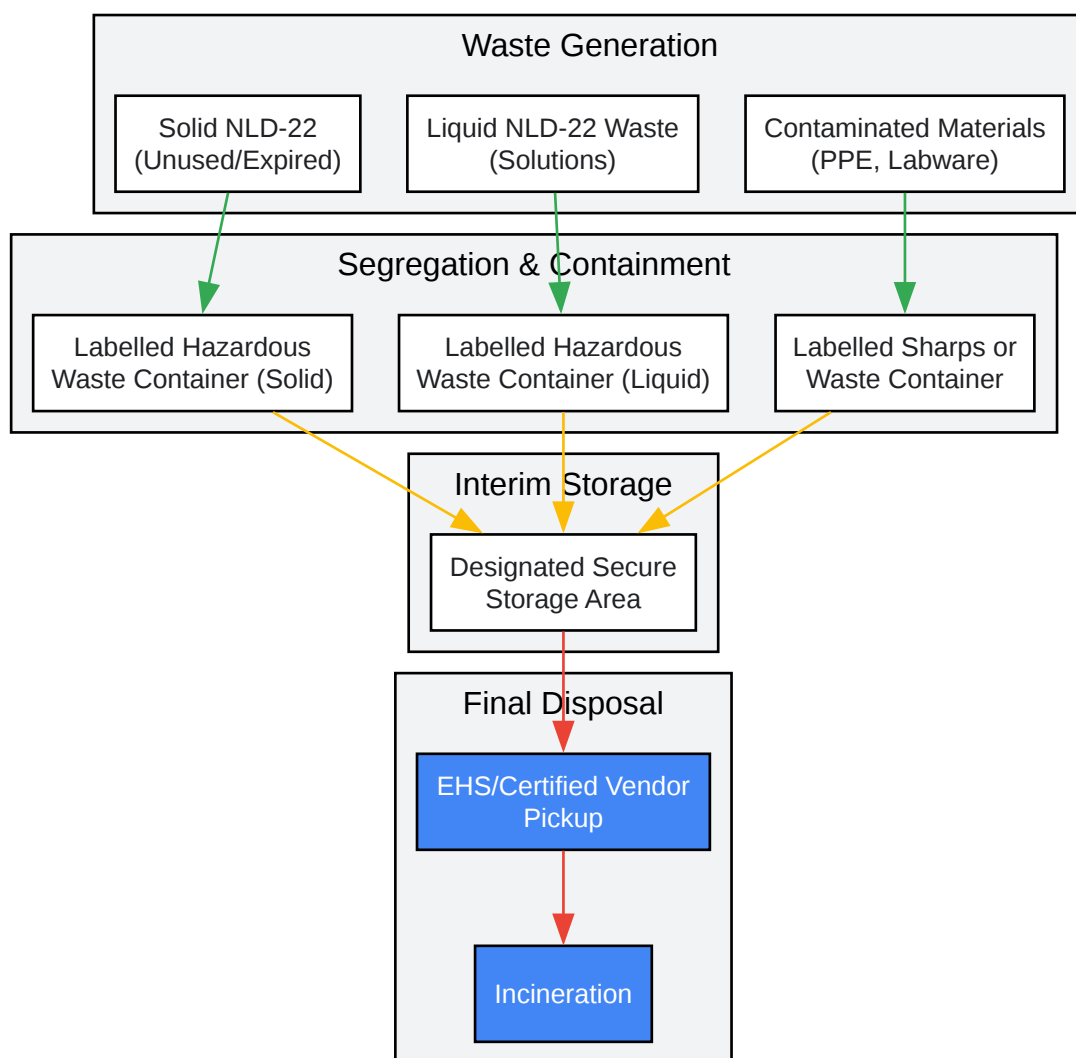 Waste Generation
Solid NLD-22
(Unused/Expired)
Liquid NLD-22 Waste
(Solutions)
Contaminated Materials
(PPE, Labware)
Segregation & Containment
Labelled Hazardous
Waste Container (Solid)
Labelled Hazardous
Waste Container (Liquid)
Labelled Sharps or
Waste Container
Interim Storage
Designated Secure
Storage Area
Final Disposal
EHS/Certified Vendor
Pickup
Incineration